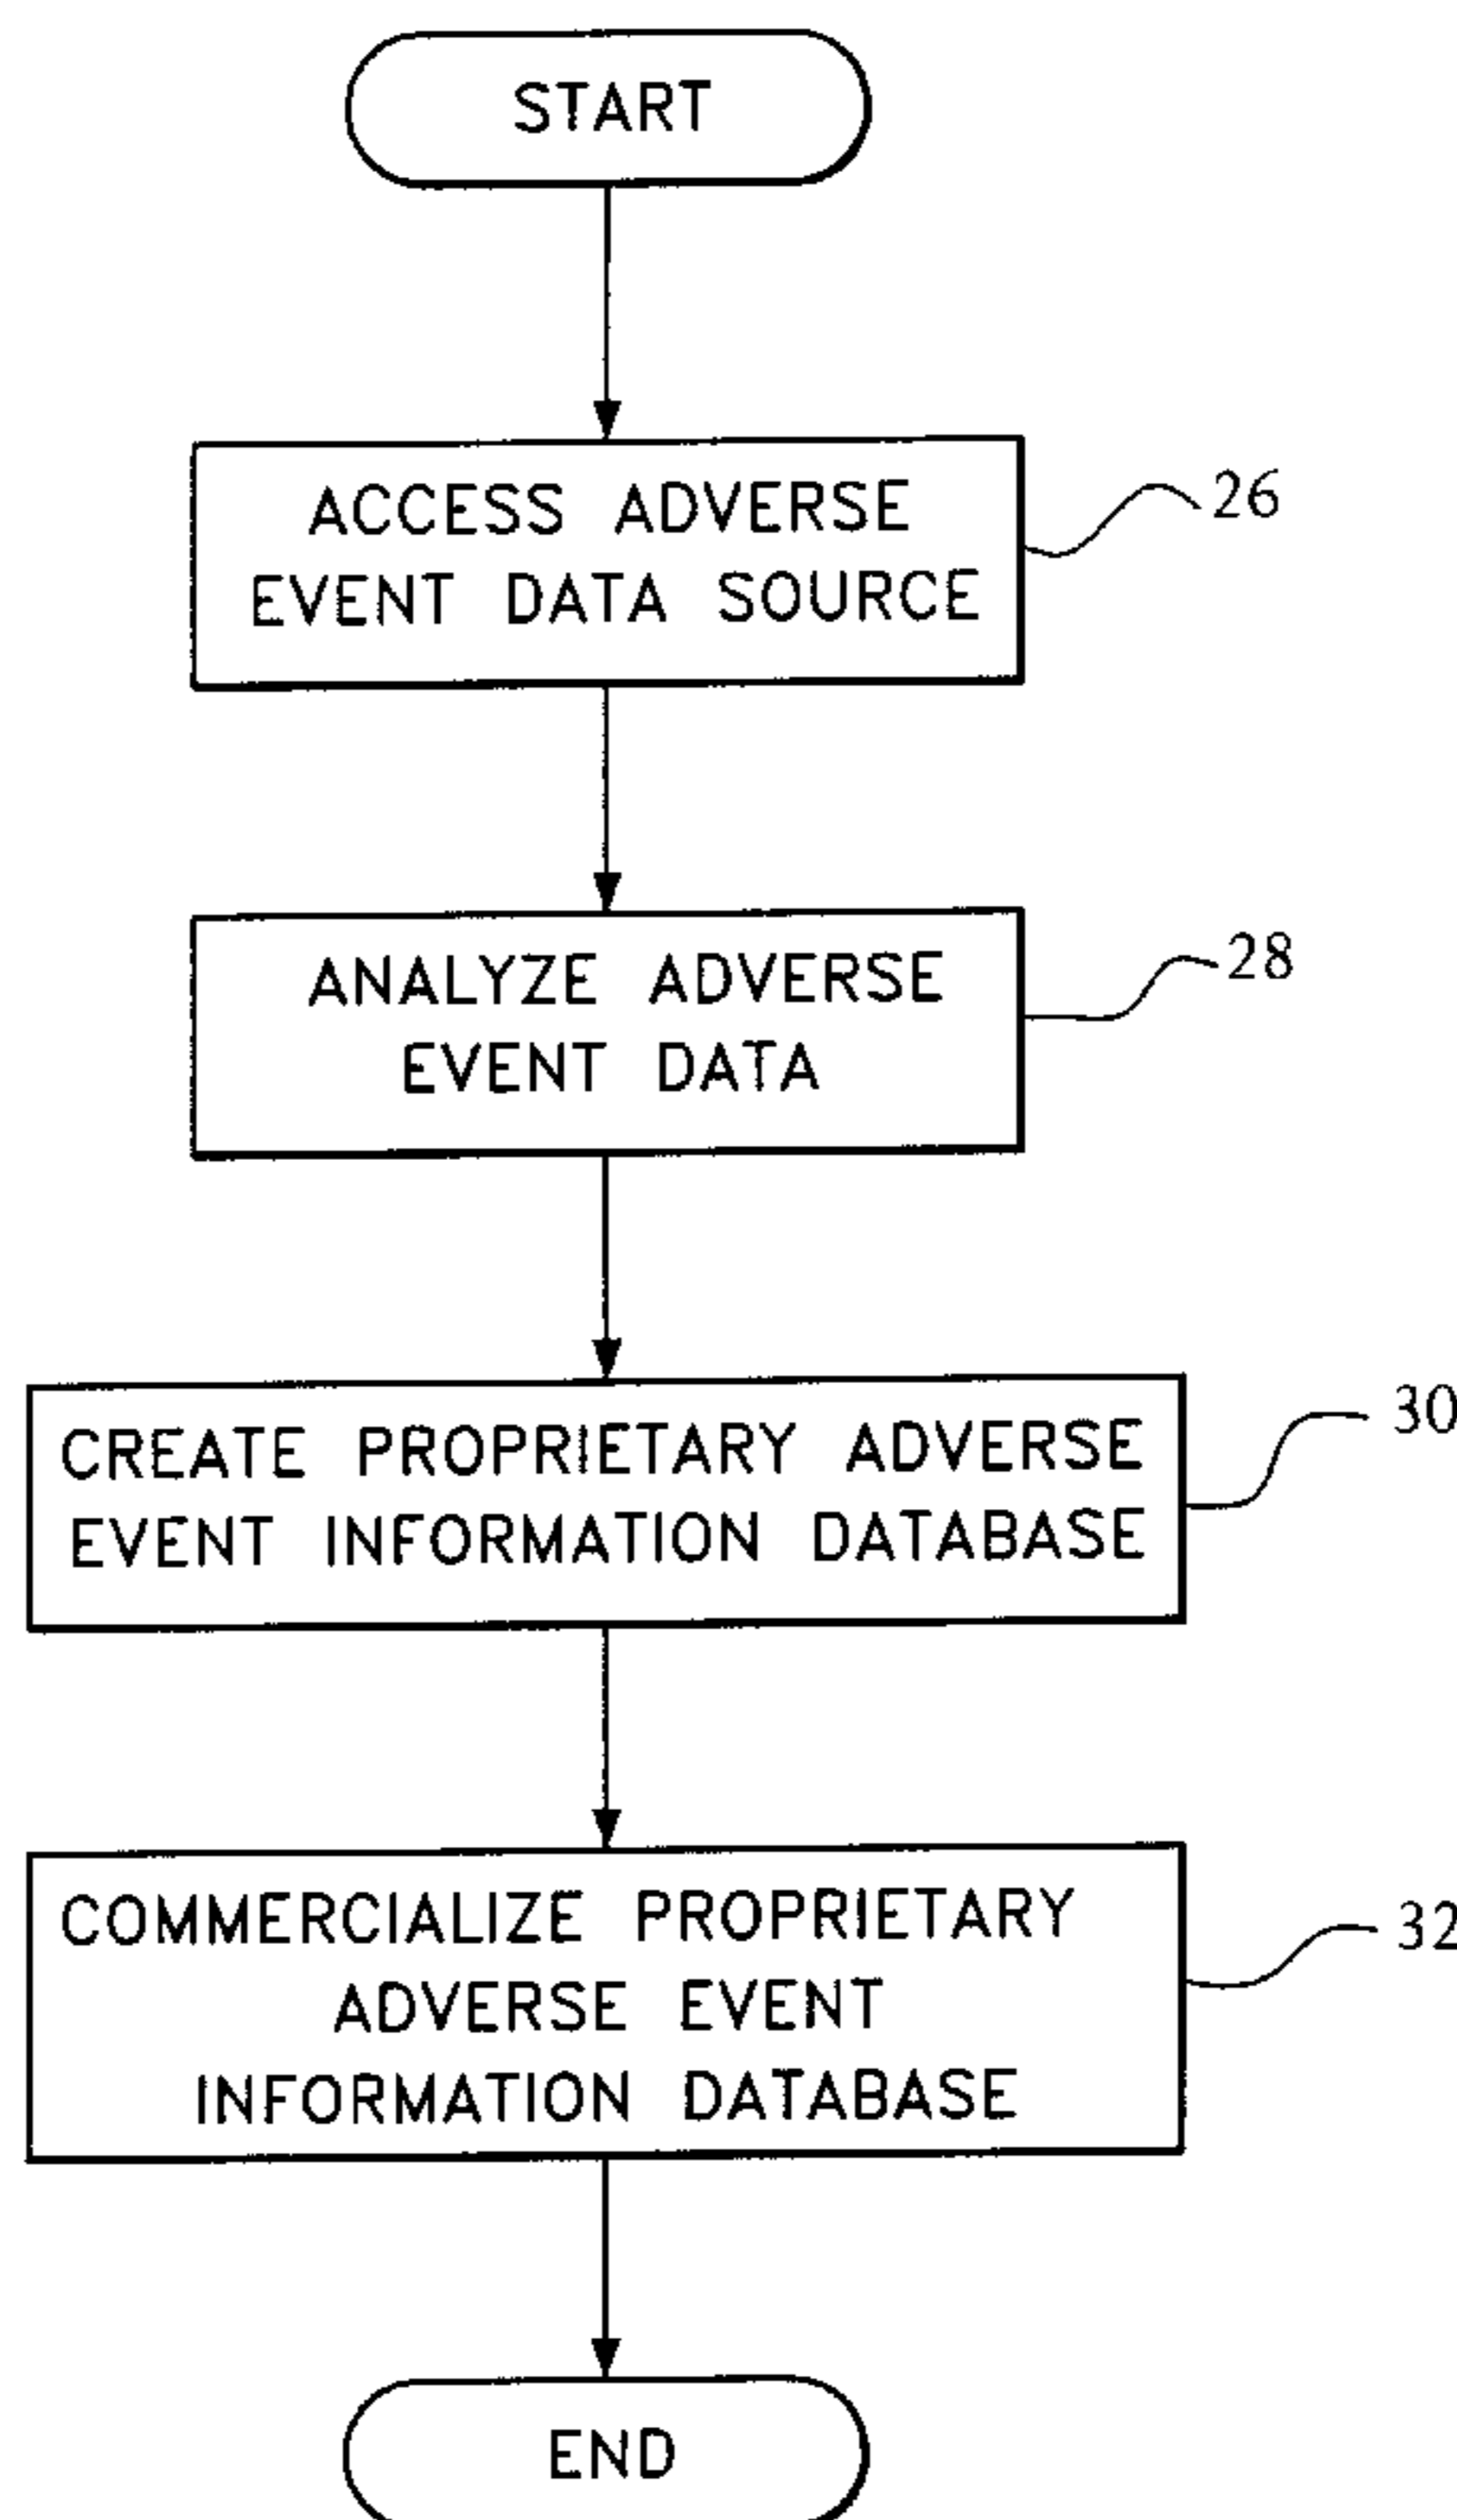 START
ACCESS ADVERSE
EVENT DATA SOURCE
26
ANALYZE ADVERSE
EVENT DATA
28
CREATE PROPRIETARY ADVERSE
EVENT INFORMATION DATABASE
30
COMMERCIALIZE PROPRIETARY
ADVERSE EVENT
INFORMATION DATABASE
32
END